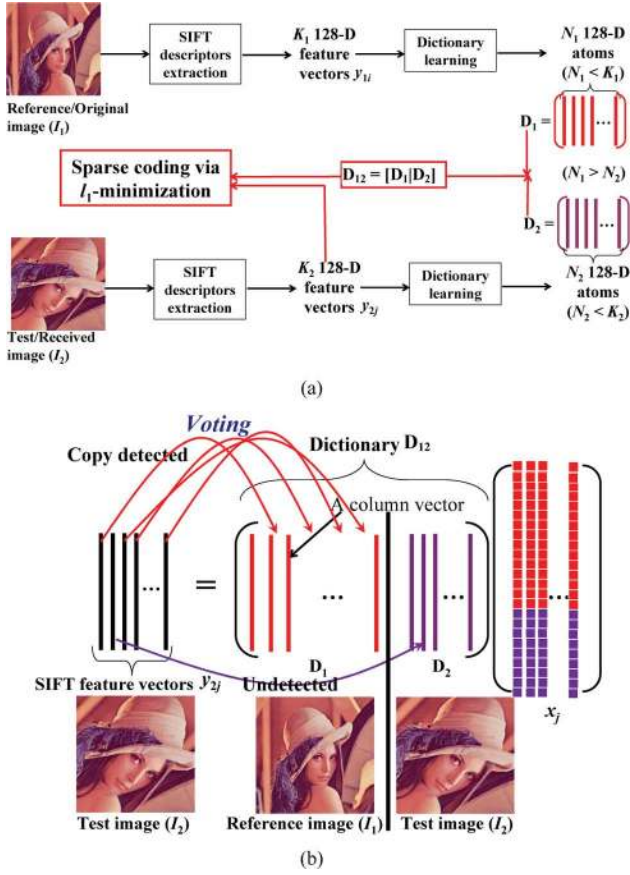 SIFT descriptors extraction
K₁ 128-D feature vectors y₁ᵢ
Dictionary learning
N₁ 128-D atoms (N₁ < K₁)
Reference/Original image (I₁)
D₁ =
...
Sparse coding via l₁-minimization
D₁₂ = [D₁|D₂]
(N₁ > N₂)
D₂ =
...
SIFT descriptors extraction
K₂ 128-D feature vectors y₂ⱼ
Dictionary learning
N₂ 128-D atoms (N₂ < K₂)
Test/Received image (I₂)
(a)
Voting
Copy detected
Dictionary D₁₂
A column vector
...
=
...
...
...
D₁
D₂
SIFT feature vectors y₂ⱼ
Undetected
xⱼ
Test image (I₂)
Reference image (I₁)
Test image (I₂)
(b)